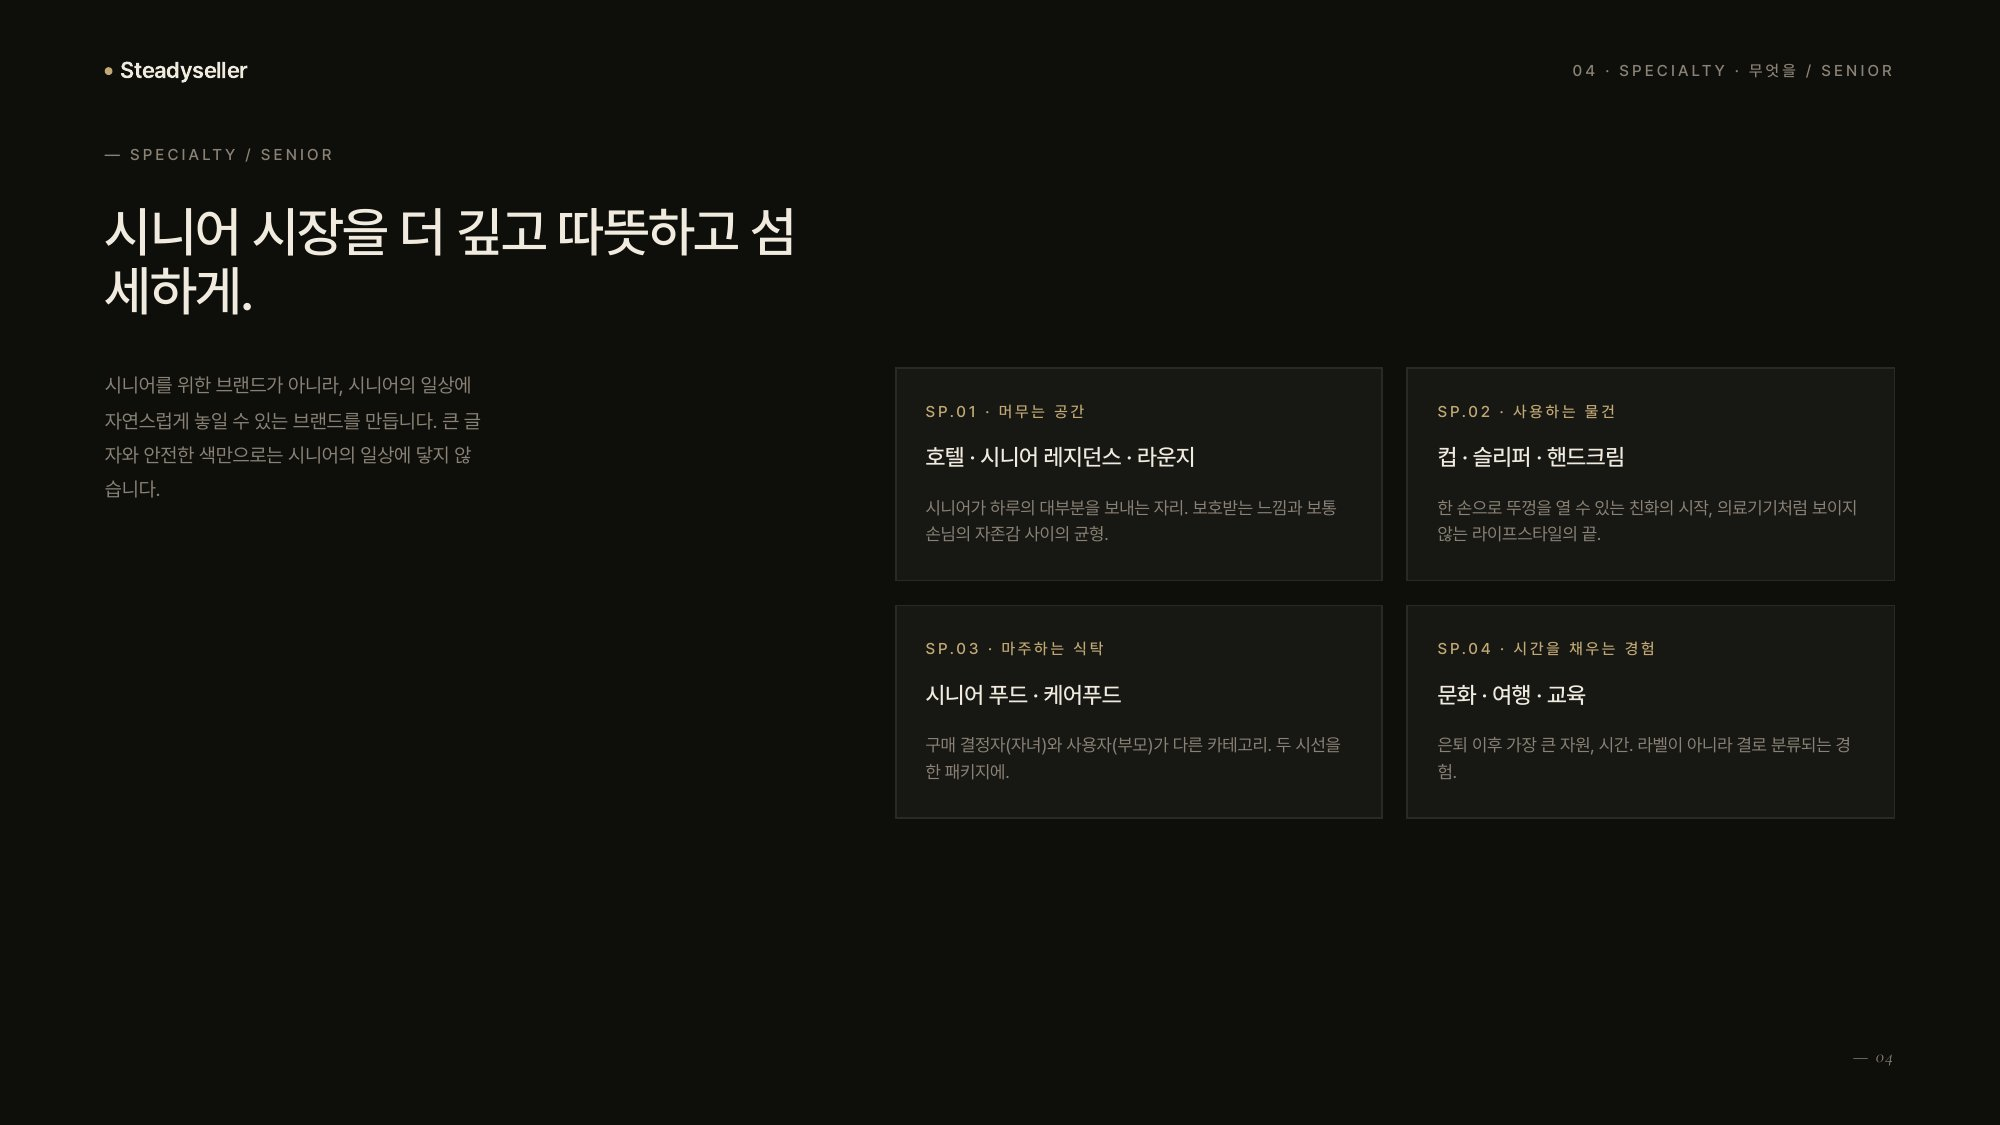 Steadyseller
04 · SPECIALTY · 무엇을 / SENIOR
— SPECIALTY / SENIOR
시니어 시장을 더 깊고 따뜻하고 섬
세하게.
시니어를 위한 브랜드가 아니라, 시니어의 일상에
자연스럽게 놓일 수 있는 브랜드를 만듭니다. 큰 글
자와 안전한 색만으로는 시니어의 일상에 닿지 않
습니다.
SP.01 · 머무는 공간
호텔 · 시니어 레지던스 · 라운지
시니어가 하루의 대부분을 보내는 자리. 보호받는 느낌과 보통
손님의 자존감 사이의 균형.
SP.02 · 사용하는 물건
컵 · 슬리퍼 · 핸드크림
한 손으로 뚜껑을 열 수 있는 친화의 시작, 의료기기처럼 보이지
않는 라이프스타일의 끝.
SP.03 · 마주하는 식탁
시니어 푸드 · 케어푸드
구매 결정자(자녀)와 사용자(부모)가 다른 카테고리. 두 시선을
한 패키지에.
SP.04 · 시간을 채우는 경험
문화 · 여행 · 교육
은퇴 이후 가장 큰 자원, 시간. 라벨이 아니라 결로 분류되는 경
험.
— 04